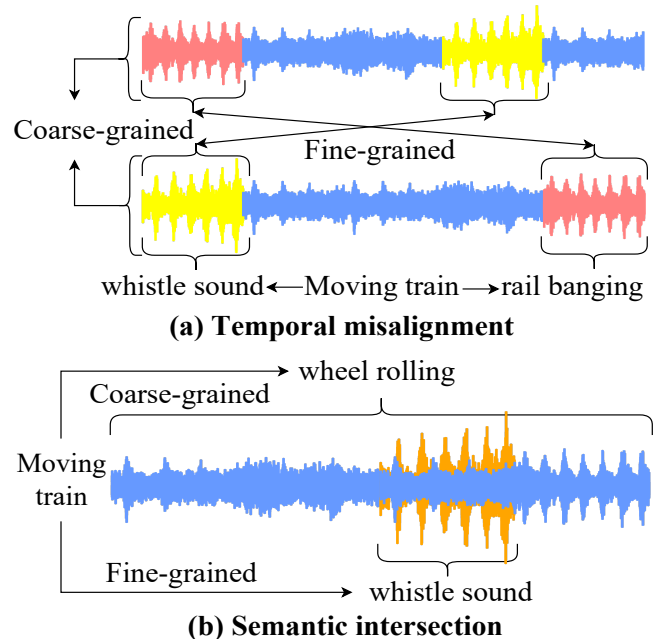 Coarse-grained
Fine-grained
whistle sound
Moving train
rail banging
(a) Temporal misalignment
wheel rolling
Coarse-grained
Moving
train
Fine-grained
whistle sound
(b) Semantic intersection